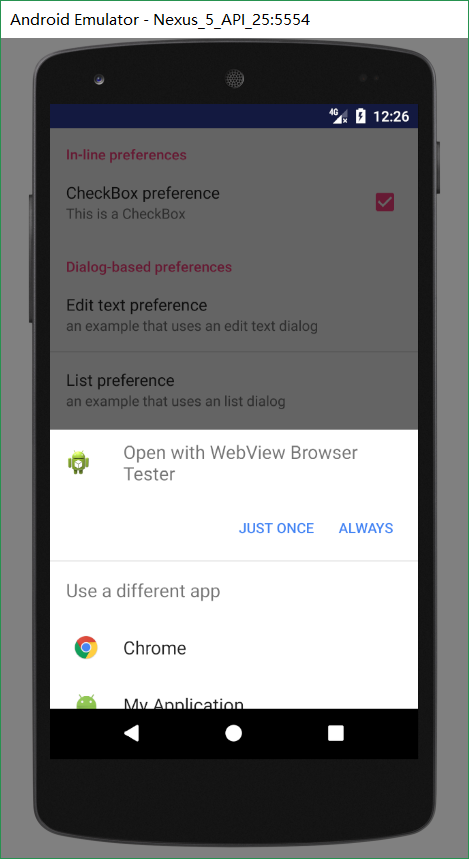 Android Emulator - Nexus_5_API_25:5554
4G 12:26
In-line preferences
CheckBox preference
This is a CheckBox
Dialog-based preferences
Edit text preference
an example that uses an edit text dialog
List preference
an example that uses an list dialog
Open with WebView Browser
Tester
JUST ONCE ALWAYS
Use a different app
Chrome
My Application